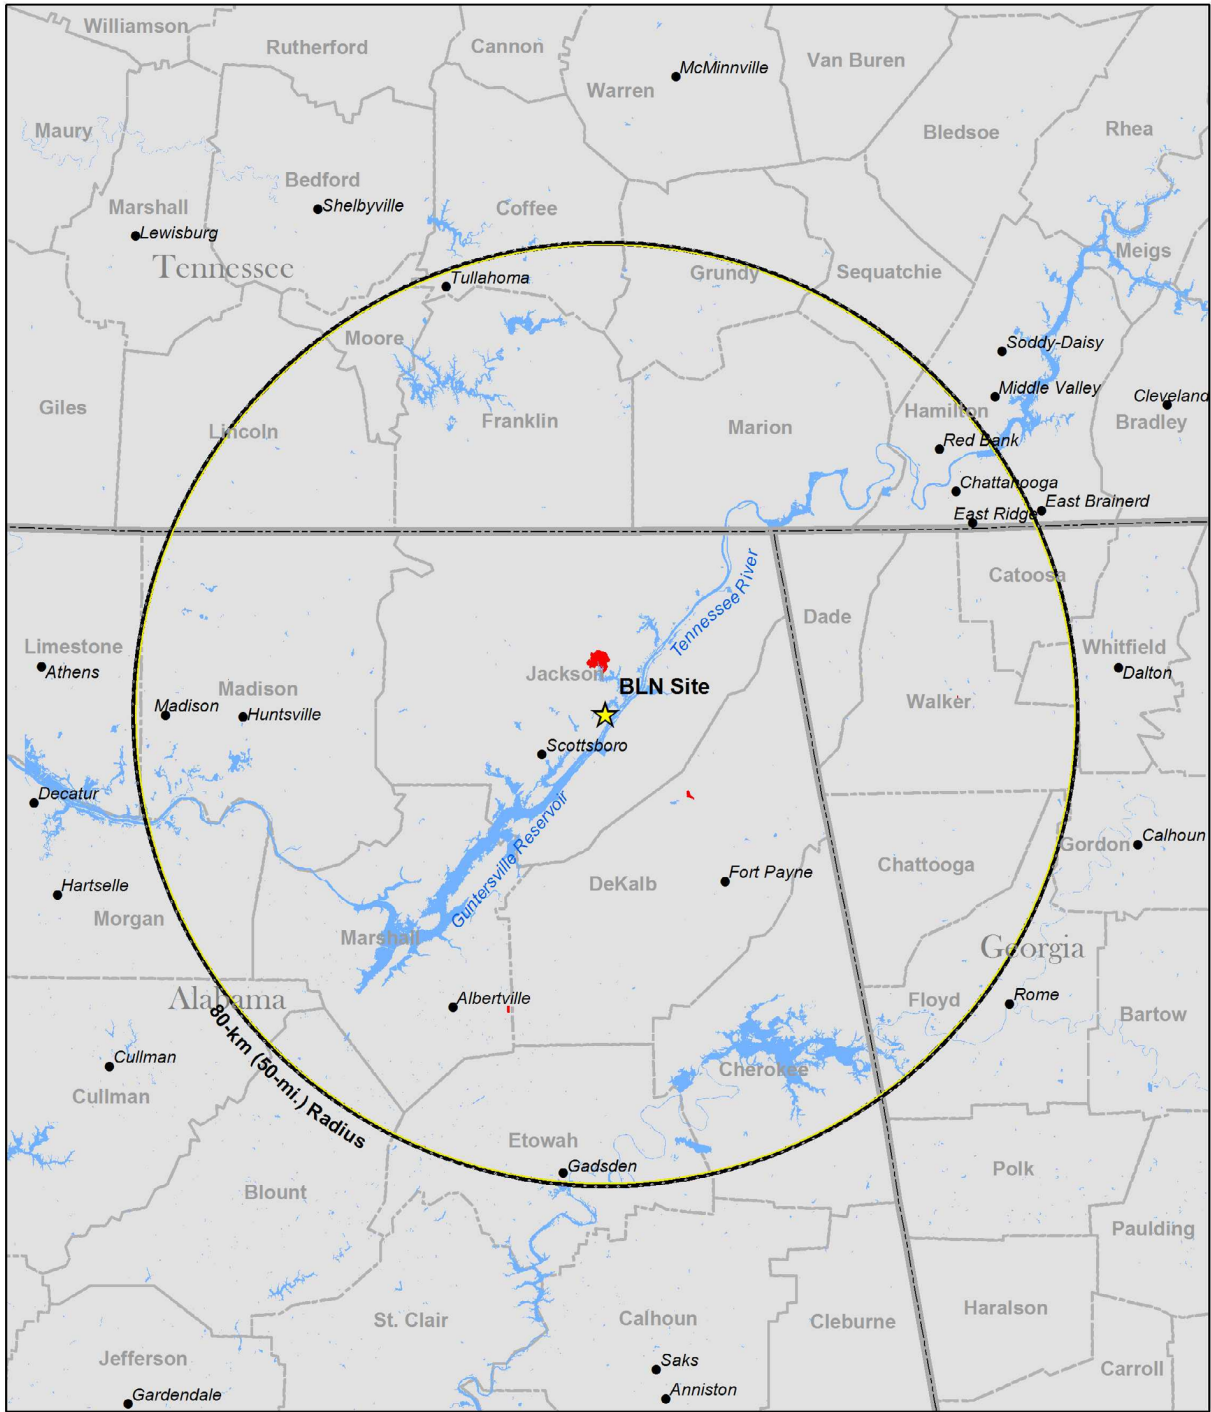 Williamson
Rutherford
Cannon
McMinnville
Van Buren
Warren
Maury
Bledsoe
Rhea
Bedford
Marshall
Shelbyville
Coffee
Lewisburg
Meigs
Tennessee
Grundy
Sequatchie
Tullahoma
Moore
Soddy-Daisy
Middle Valley
Cleveland
Giles
Hamilton
Franklin
Marion
Bradley
Lincoln
Red Bank
Chattanooga
East Brainerd
East Ridge
Catoosa
Tennessee River
Dade
Limestone
Whitfield
Athens
Jackson
Dalton
Madison
BLN Site
Walker
Madison
Huntsville
Scottsboro
Decatur
Guntersville Reservoir
Calhoun
Gordon
Chattooga
Fort Payne
Hartselle
DeKalb
Morgan
Marshall
Georgia
Alabama
Albertville
Floyd
Rome
Bartow
80-km (50-mi.) Radius
Cullman
Cherokee
Cullman
Etowah
Gadsden
Polk
Blount
Paulding
Haralson
St. Clair
Calhoun
Cleburne
Jefferson
Saks
Carroll
Gardendale
Anniston